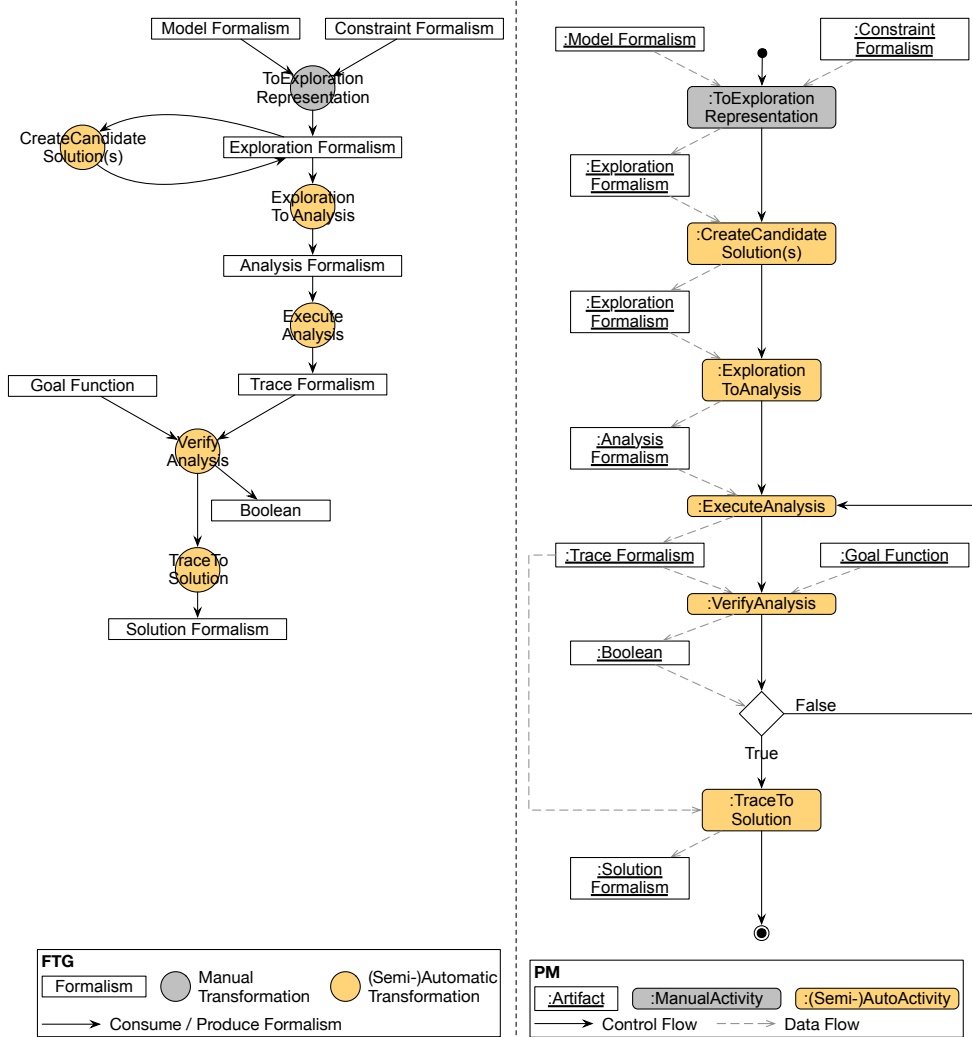 Model Formalism
Constraint Formalism
ToExploration
Representation
CreateCandidate
Solution(s)
Exploration Formalism
Exploration
To Analysis
Analysis Formalism
Execute
Analysis
Goal Function
Trace Formalism
Verify
Analysis
Boolean
TraceTo
Solution
Solution Formalism
FTG
Formalism
Manual
Transformation
(Semi-)Automatic
Transformation
Consume / Produce Formalism
:Model Formalism
:Constraint
Formalism
:ToExploration
Representation
:Exploration
Formalism
:CreateCandidate
Solution(s)
:Exploration
Formalism
:Exploration
ToAnalysis
:Analysis
Formalism
:ExecuteAnalysis
:Trace Formalism
:Goal Function
:VerifyAnalysis
:Boolean
False
True
:TraceTo
Solution
:Solution
Formalism
PM
:Artifact
:ManualActivity
:(Semi-)AutoActivity
Control Flow
Data Flow